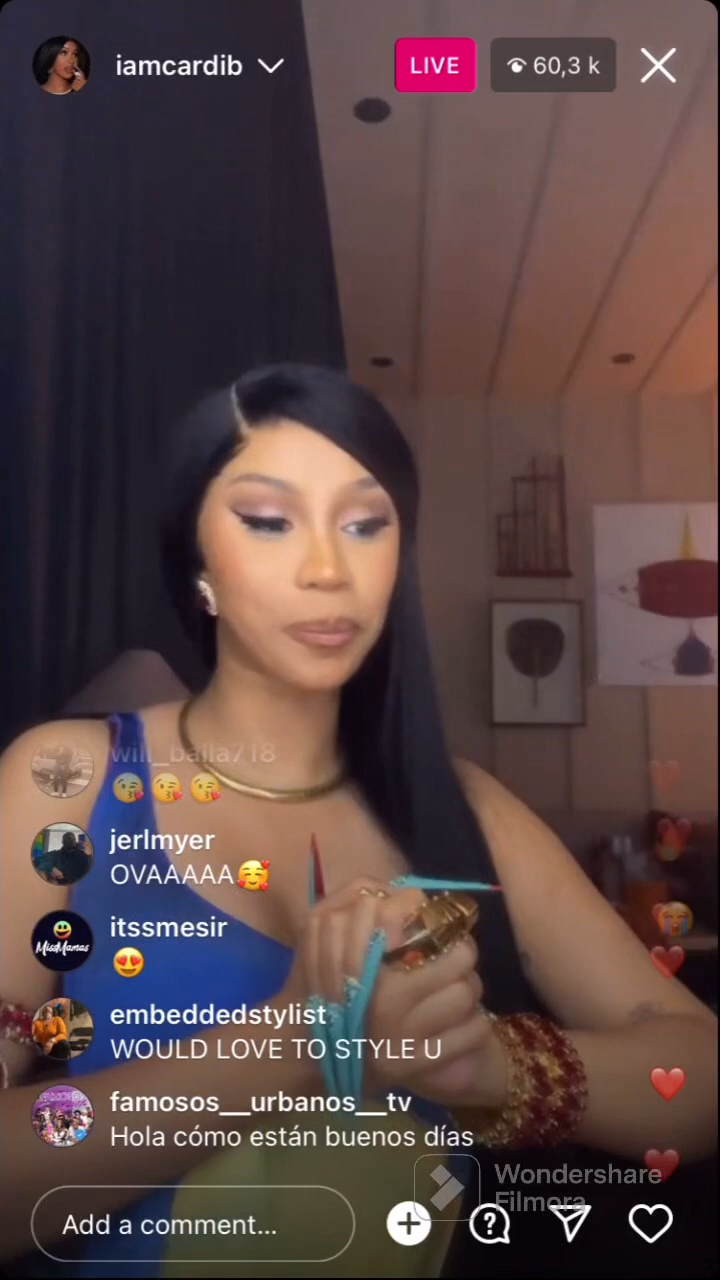 iamcardib
LIVE
60,3 k
will_balla718
😘😘😘
jerlmyer
OVAAAAA🥰
MissMamas
itssmesir
😍
embeddedstylist
WOULD LOVE TO STYLE U
famosos__urbanos__tv
Hola cómo están buenos días
Wondershare
Filmora
Add a comment...